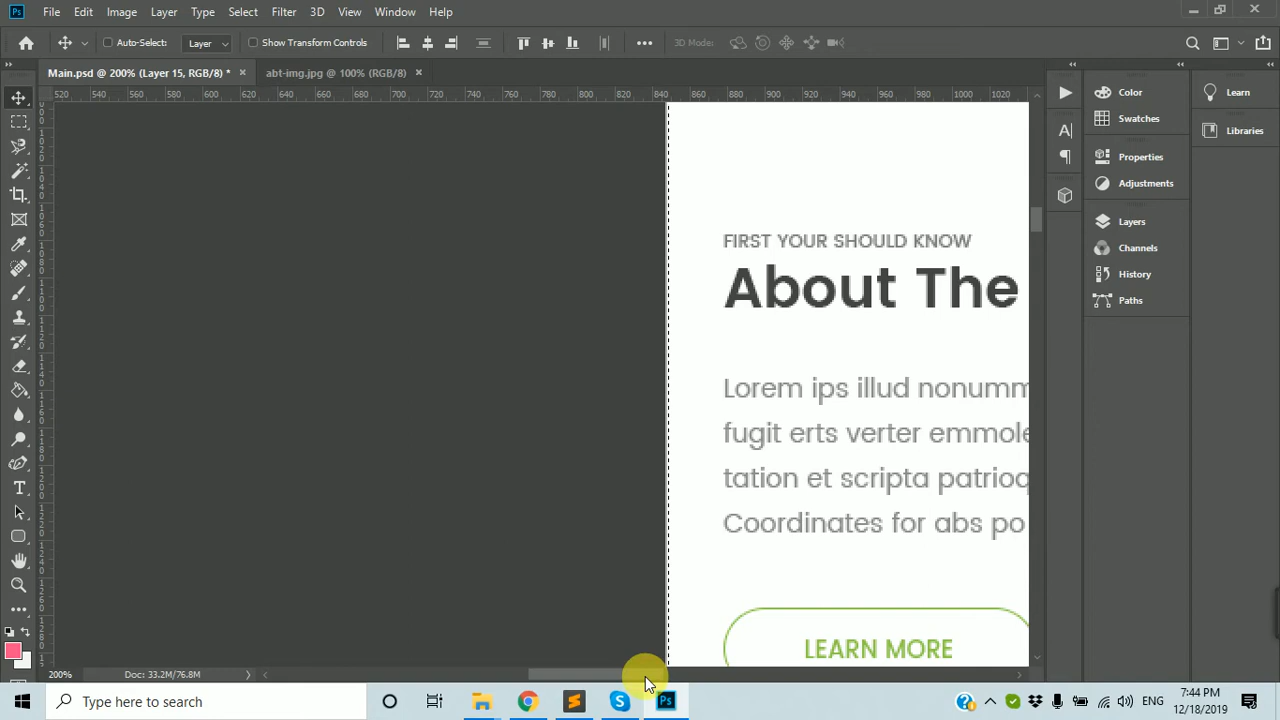 Ps File Edit Image Layer Type Select Filter 3D View Window Help
Auto-Select: Layer Show Transform Controls 3D Mode:
Main.psd @ 200% (Layer 15, RGB/8) * × abt-img.jpg @ 100% (RGB/8) ×
520 540 560 580 600 620 640 660 680 700 720 740 760 780 800 820 840 860 880 900 920 940 960 980 1000 1020
Color
Swatches
Properties
Adjustments
Layers
Channels
History
Paths
Learn
Libraries
FIRST YOUR SHOULD KNOW
About The
Lorem ips illud nonumm
fugit erts verter emmole
tation et scripta patrioq
Coordinates for abs po
LEARN MORE
200% Doc: 33.2M/76.8M
Type here to search
ENG
7:44 PM
12/18/2019